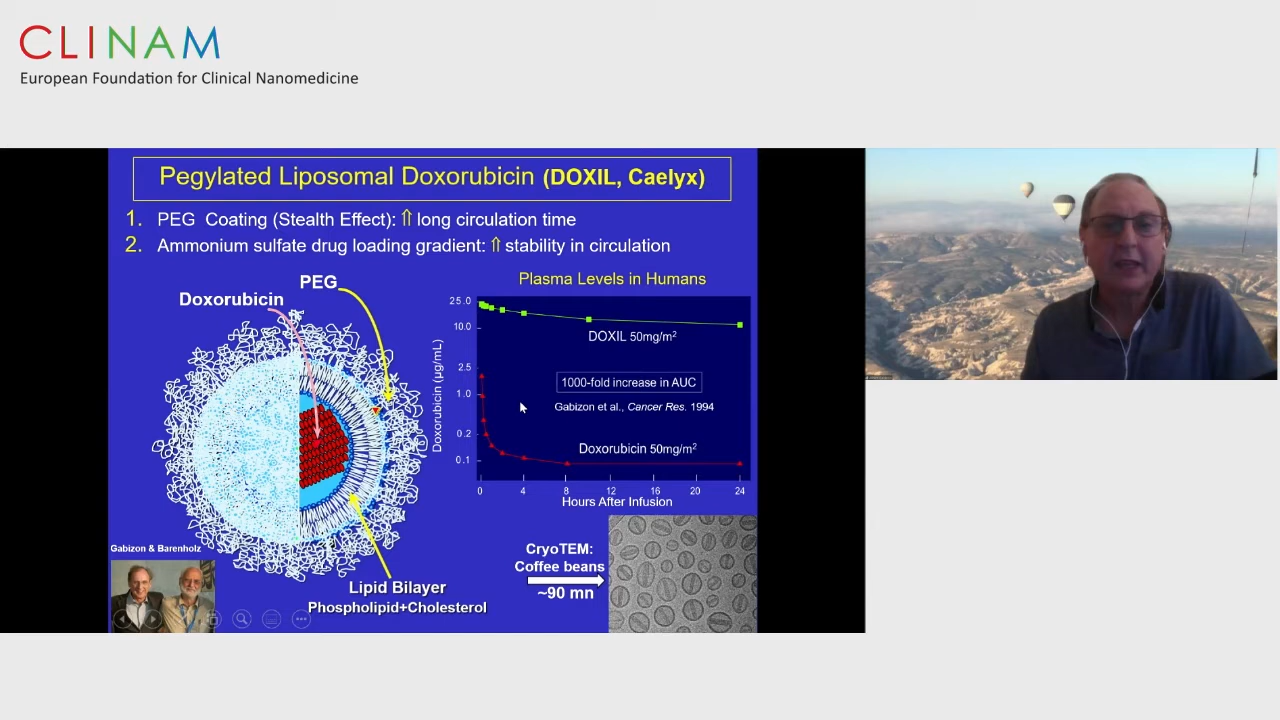 CLINAM
European Foundation for Clinical Nanomedicine
Pegylated Liposomal Doxorubicin (DOXIL, Caelyx)
1. PEG Coating (Stealth Effect): ⇑ long circulation time
2. Ammonium sulfate drug loading gradient: ⇑ stability in circulation
PEG
Doxorubicin
Plasma Levels in Humans
Doxorubicin (µg/mL)
25.0
10.0
2.5
1.0
0.2
0.1
DOXIL 50mg/m²
1000-fold increase in AUC
Gabizon et al., Cancer Res. 1994
Doxorubicin 50mg/m²
0 4 8 12 16 20 24
Hours After Infusion
Gabizon & Barenholz
Lipid Bilayer
Phospholipid+Cholesterol
CryoTEM:
Coffee beans
~90 mn